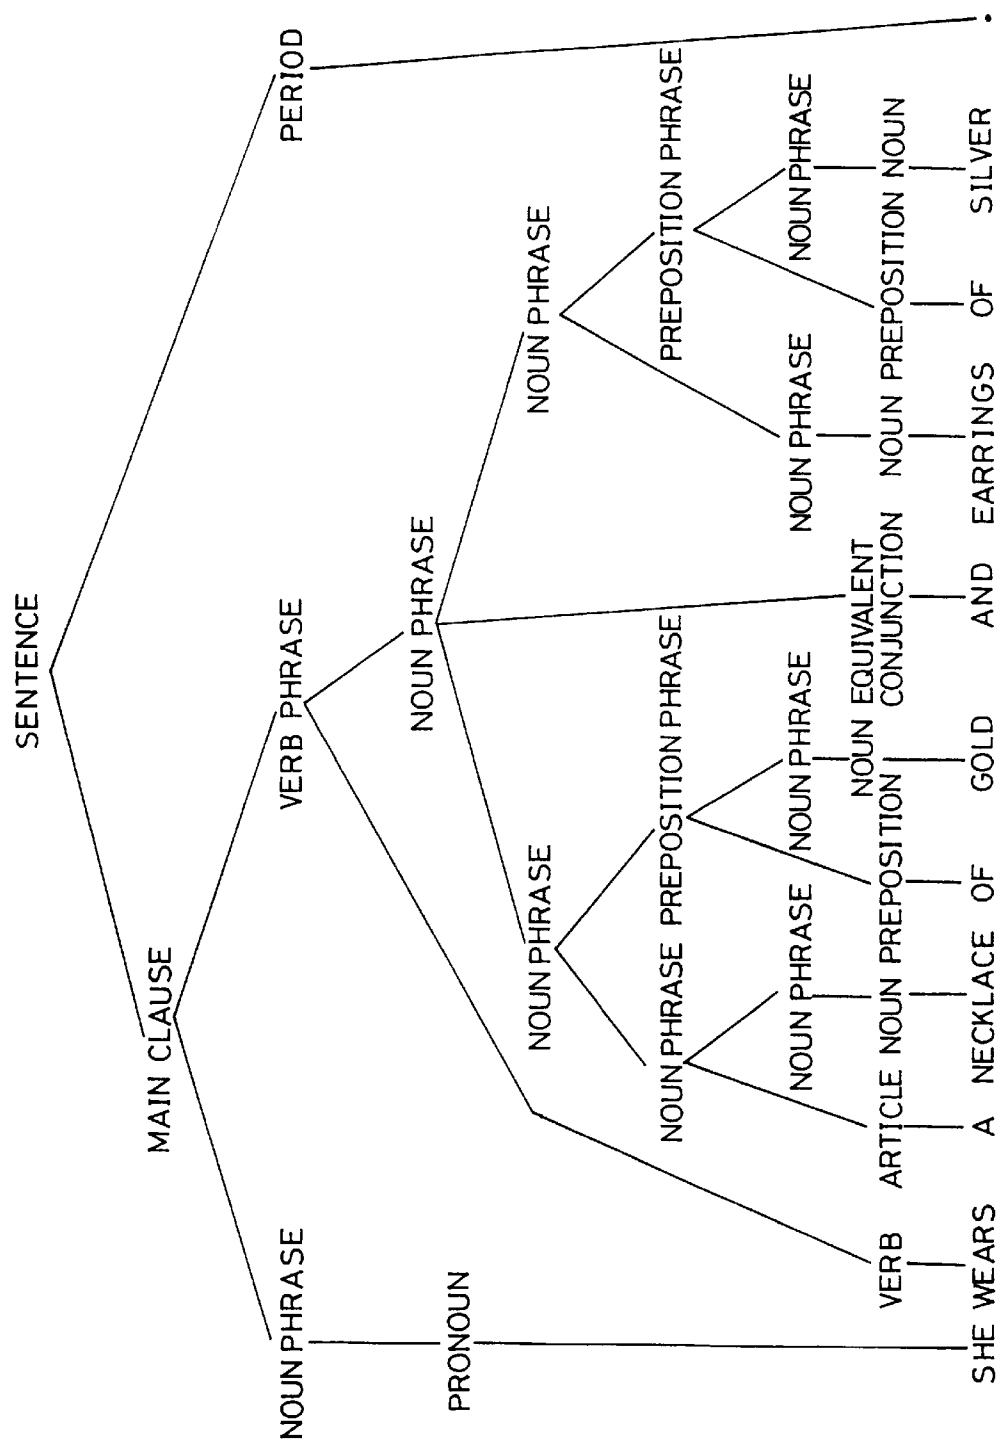 SENTENCE
MAIN CLAUSE
NOUN PHRASE VERB PHRASE PERIOD
NOUN PHRASE
PRONOUN
NOUN PHRASE NOUN PHRASE
NOUN PHRASE PREPOSITION PHRASE PREPOSITION PHRASE
NOUN PHRASE NOUN PHRASE NOUN PHRASE NOUN PHRASE
NOUN EQUIVALENT
VERB ARTICLE NOUN PREPOSITION CONJUNCTION NOUN PREPOSITION NOUN
SHE WEARS A NECKLACE OF GOLD AND EARRINGS OF SILVER .